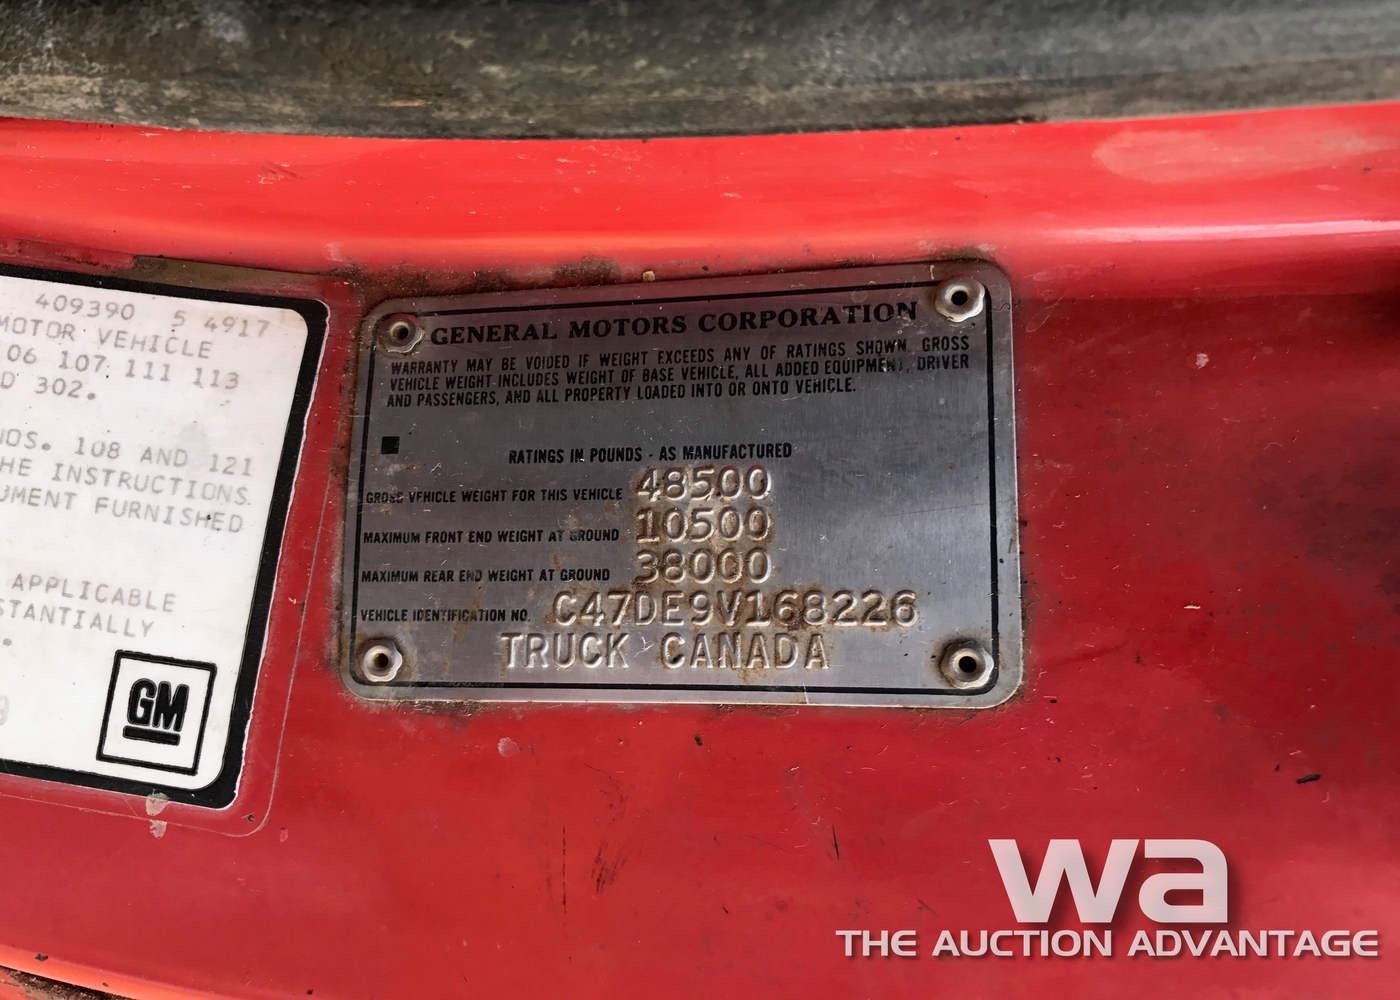 409390 5 4917
MOTOR VEHICLE
06 107 111 113
D 302.
NOS. 108 AND 121
HE INSTRUCTIONS
UMENT FURNISHED
APPLICABLE
STANTIALLY
GM
GENERAL MOTORS CORPORATION
WARRANTY MAY BE VOIDED IF WEIGHT EXCEEDS ANY OF RATINGS SHOWN. GROSS
VEHICLE WEIGHT INCLUDES WEIGHT OF BASE VEHICLE, ALL ADDED EQUIPMENT, DRIVER
AND PASSENGERS, AND ALL PROPERTY LOADED INTO OR ONTO VEHICLE.
RATINGS IN POUNDS - AS MANUFACTURED
GROSS VEHICLE WEIGHT FOR THIS VEHICLE 48500
MAXIMUM FRONT END WEIGHT AT GROUND 10500
MAXIMUM REAR END WEIGHT AT GROUND 38000
VEHICLE IDENTIFICATION NO. C47DE9V168226
TRUCK CANADA
wa
THE AUCTION ADVANTAGE